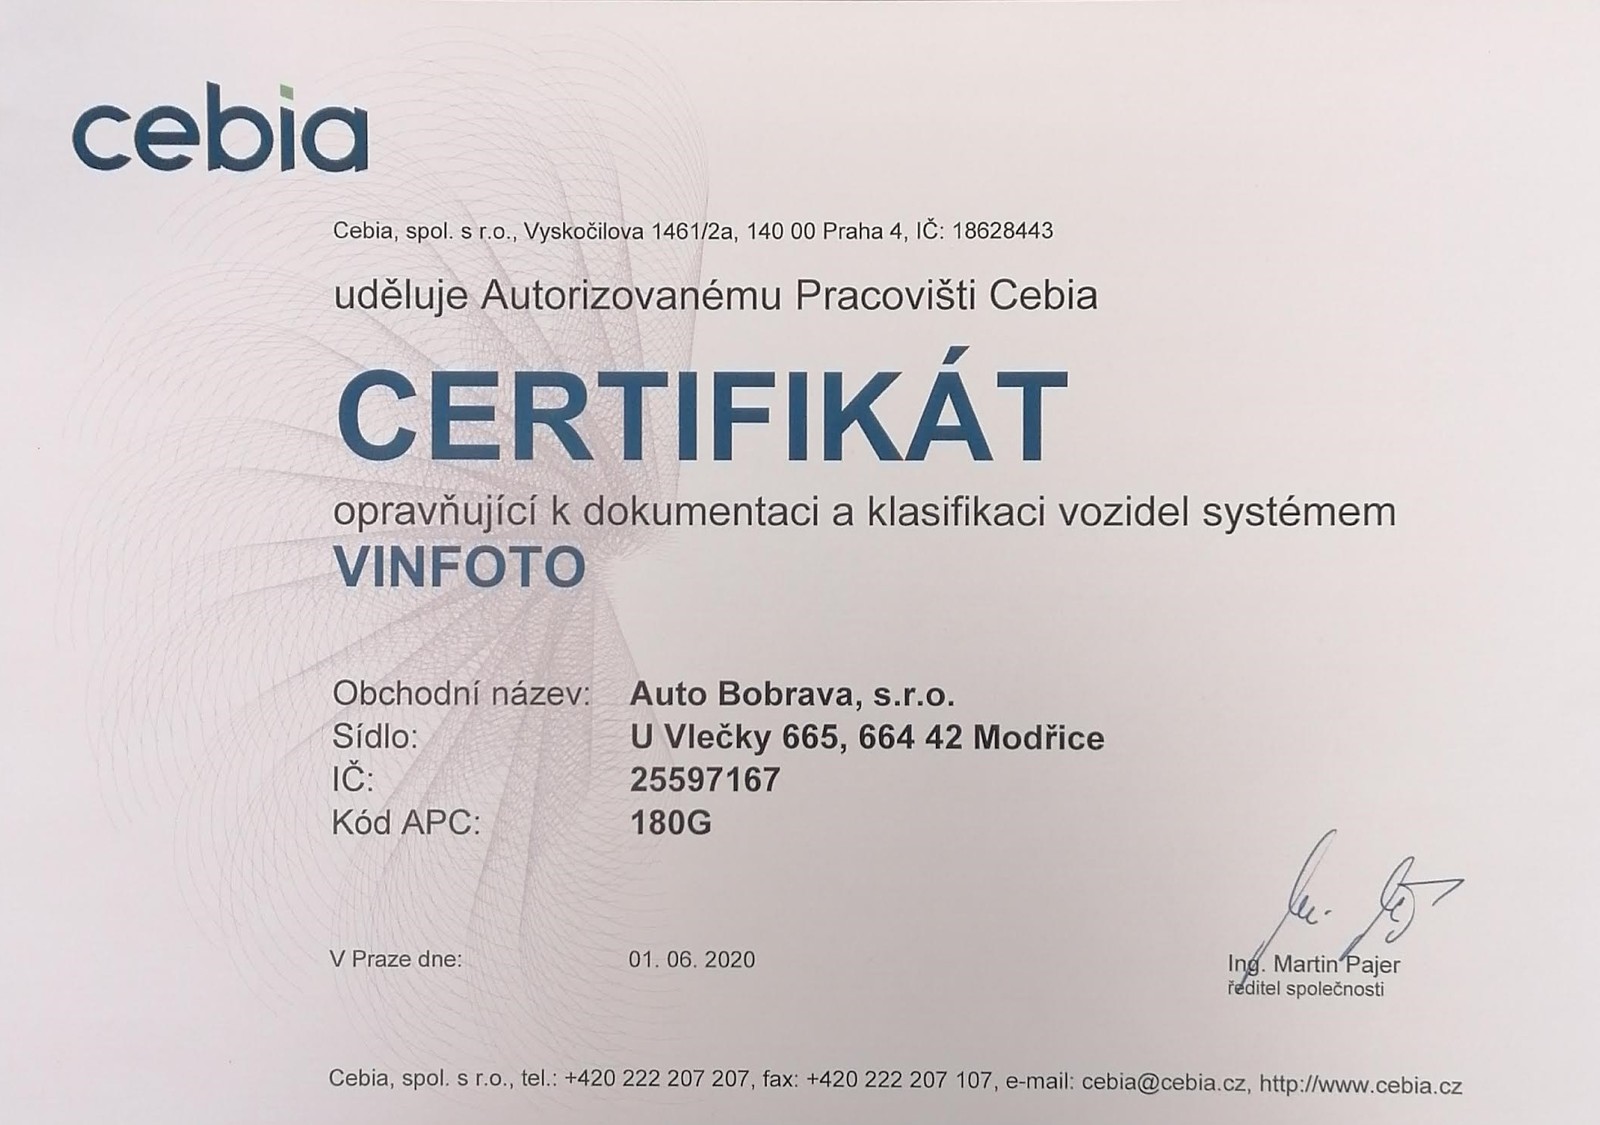 cebia
Cebia, spol. s r.o., Vyskočilova 1461/2a, 140 00 Praha 4, IČ: 18628443
uděluje Autorizovanému Pracovišti Cebia
CERTIFIKÁT
opravňující k dokumentaci a klasifikaci vozidel systémem
VINFOTO
Obchodní název: Auto Bobrava, s.r.o.
Sídlo: U Vlečky 665, 664 42 Modřice
IČ: 25597167
Kód APC: 180G
V Praze dne: 01. 06. 2020
Ing. Martin Pajer
ředitel společnosti
Cebia, spol. s r.o., tel.: +420 222 207 207, fax: +420 222 207 107, e-mail: cebia@cebia.cz, http://www.cebia.cz